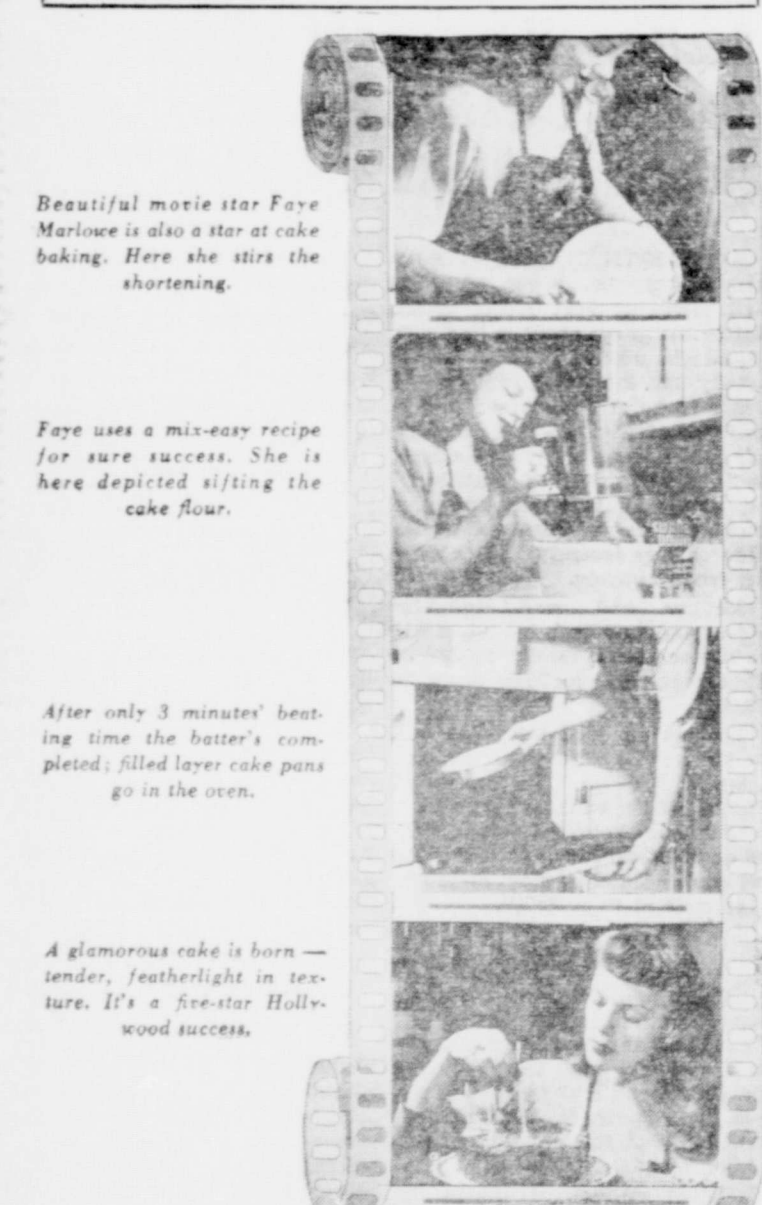 Beautiful movie star Faye
Marlowe is also a star at cake
baking. Here she stirs the
shortening.
Faye uses a mix-easy recipe
for sure success. She is
here depicted sifting the
cake flour.
After only 3 minutes' beat-
ing time the batter's com-
pleted; filled layer cake pans
go in the oven.
A glamorous cake is born —
tender, featherlight in tex-
ture. It's a five-star Holly-
wood success.